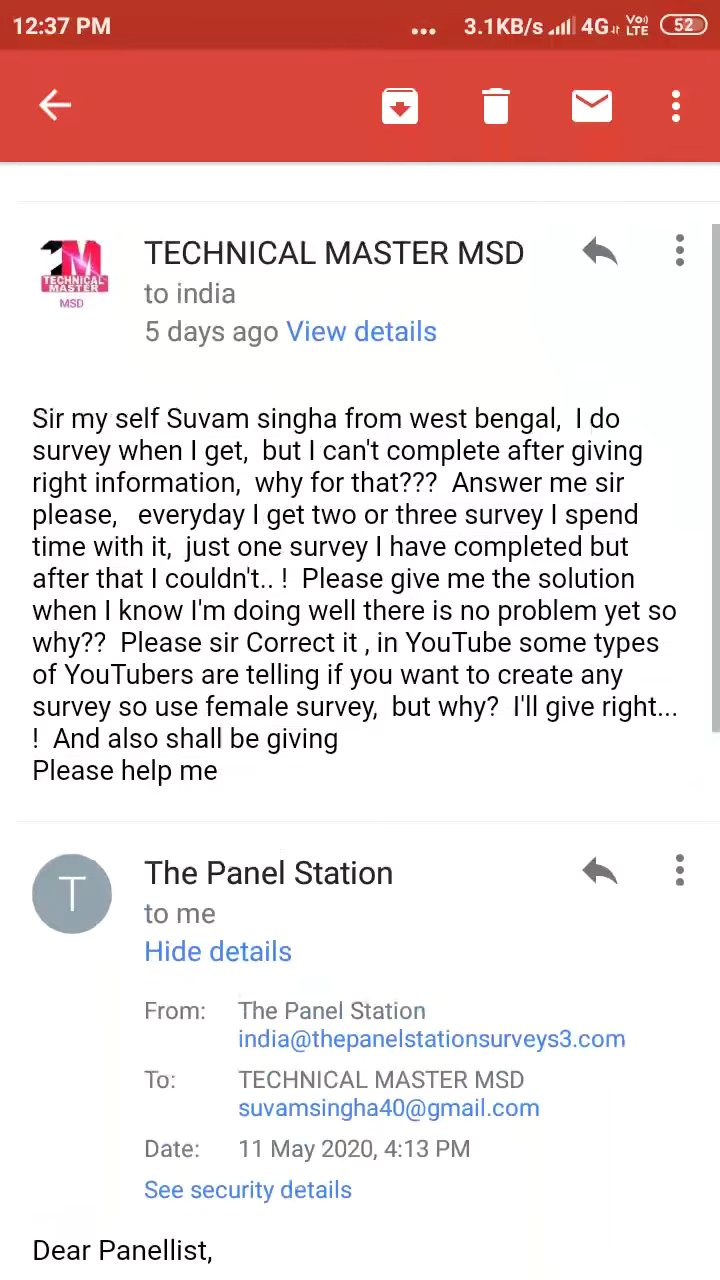 12:37 PM ... 3.1KB/s 4G Vo) LTE 52
TECHNICAL MASTER MSD
M
TECHNICAL
MASTER
MSD
to india
5 days ago View details
Sir my self Suvam singha from west bengal,  I do
survey when I get,  but I can't complete after giving
right information,  why for that???  Answer me sir
please,   everyday I get two or three survey I spend
time with it,  just one survey I have completed but
after that I couldn't.. !  Please give me the solution
when I know I'm doing well there is no problem yet so
why??  Please sir Correct it , in YouTube some types
of YouTubers are telling if you want to create any
survey so use female survey,  but why?  I'll give right...
!  And also shall be giving
Please help me
T
The Panel Station
to me
Hide details
From: The Panel Station
india@thepanelstationsurveys3.com
To: TECHNICAL MASTER MSD
suvamsingha40@gmail.com
Date: 11 May 2020, 4:13 PM
See security details
Dear Panellist,